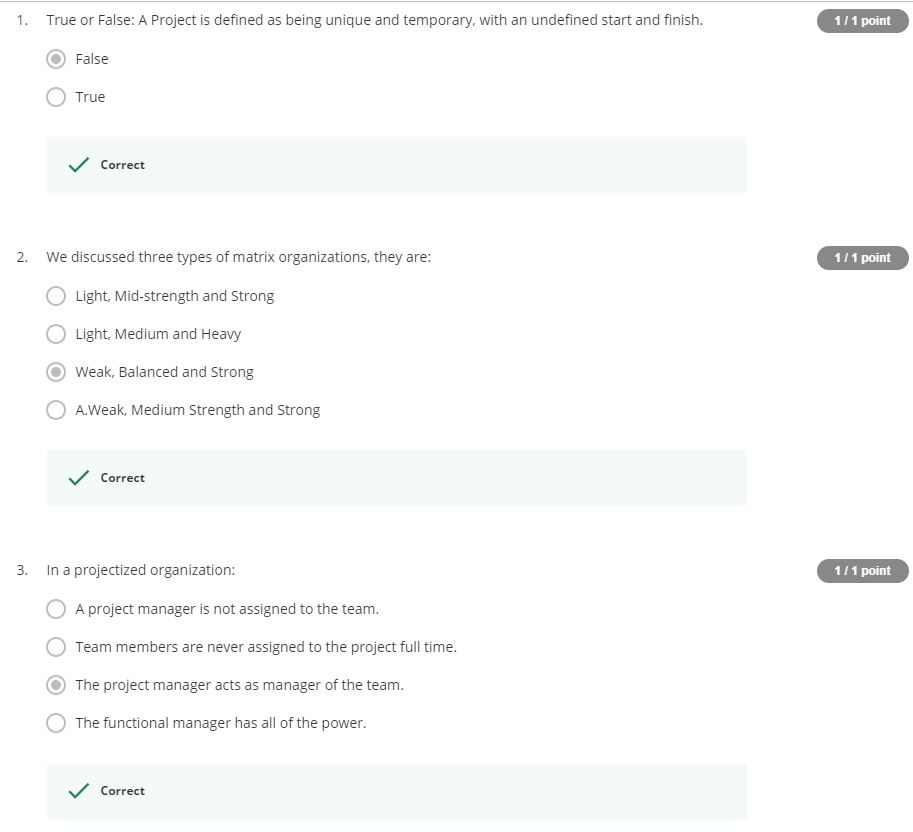 1. True or False: A Project is defined as being unique and temporary, with an undefined start and finish. 1 / 1 point
False
True
Correct
2. We discussed three types of matrix organizations, they are: 1 / 1 point
Light, Mid-strength and Strong
Light, Medium and Heavy
Weak, Balanced and Strong
A.Weak, Medium Strength and Strong
Correct
3. In a projectized organization: 1 / 1 point
A project manager is not assigned to the team.
Team members are never assigned to the project full time.
The project manager acts as manager of the team.
The functional manager has all of the power.
Correct